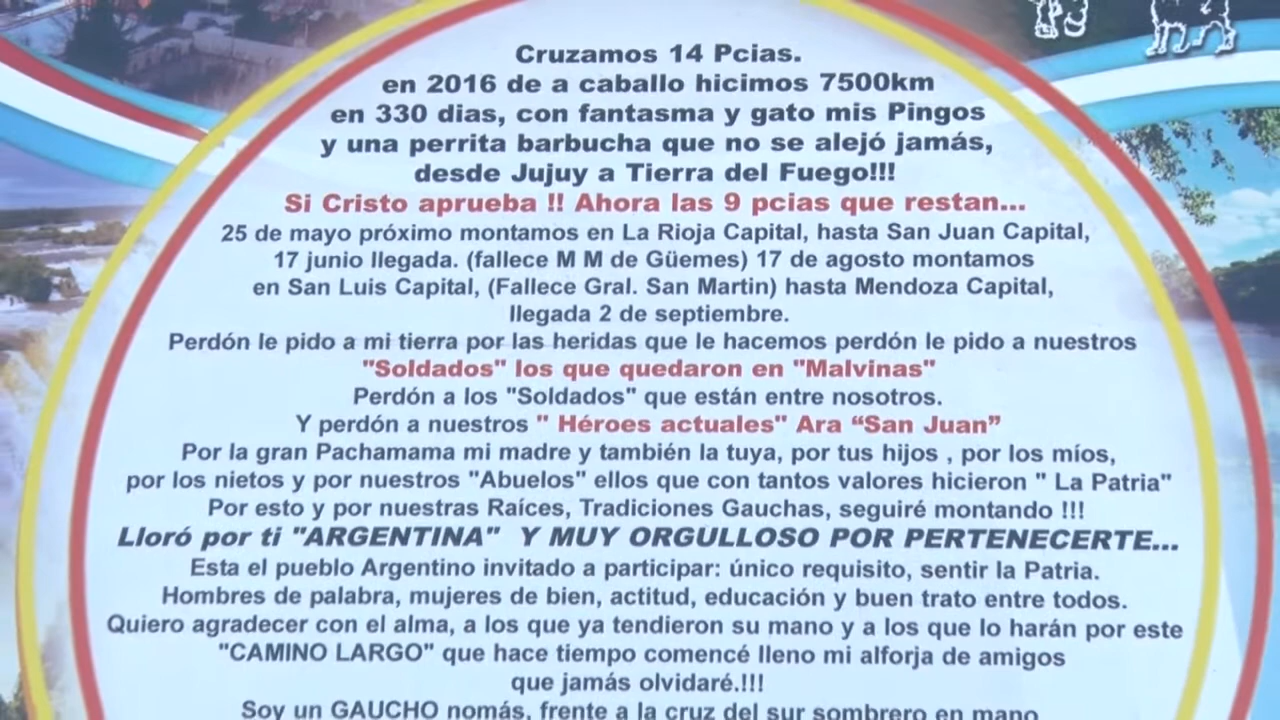 Cruzamos 14 Pcias.
en 2016 de a caballo hicimos 7500km
en 330 dias, con fantasma y gato mis Pingos
y una perrita barbucha que no se alejó jamás,
desde Jujuy a Tierra del Fuego!!!
Si Cristo aprueba !! Ahora las 9 pcias que restan...
25 de mayo próximo montamos en La Rioja Capital, hasta San Juan Capital,
17 junio llegada. (fallece M M de Güemes) 17 de agosto montamos
en San Luis Capital, (Fallece Gral. San Martin) hasta Mendoza Capital,
llegada 2 de septiembre.
Perdón le pido a mi tierra por las heridas que le hacemos perdón le pido a nuestros
"Soldados" los que quedaron en "Malvinas"
Perdón a los "Soldados" que están entre nosotros.
Y perdón a nuestros " Héroes actuales" Ara “San Juan”
Por la gran Pachamama mi madre y también la tuya, por tus hijos , por los míos,
por los nietos y por nuestros "Abuelos" ellos que con tantos valores hicieron " La Patria"
Por esto y por nuestras Raíces, Tradiciones Gauchas, seguiré montando !!!
Lloró por ti "ARGENTINA" Y MUY ORGULLOSO POR PERTENECERTE...
Esta el pueblo Argentino invitado a participar: único requisito, sentir la Patria.
Hombres de palabra, mujeres de bien, actitud, educación y buen trato entre todos.
Quiero agradecer con el alma, a los que ya tendieron su mano y a los que lo harán por este
"CAMINO LARGO" que hace tiempo comencé lleno mi alforja de amigos
que jamás olvidaré.!!!
Soy un GAUCHO nomás, frente a la cruz del sur sombrero en mano